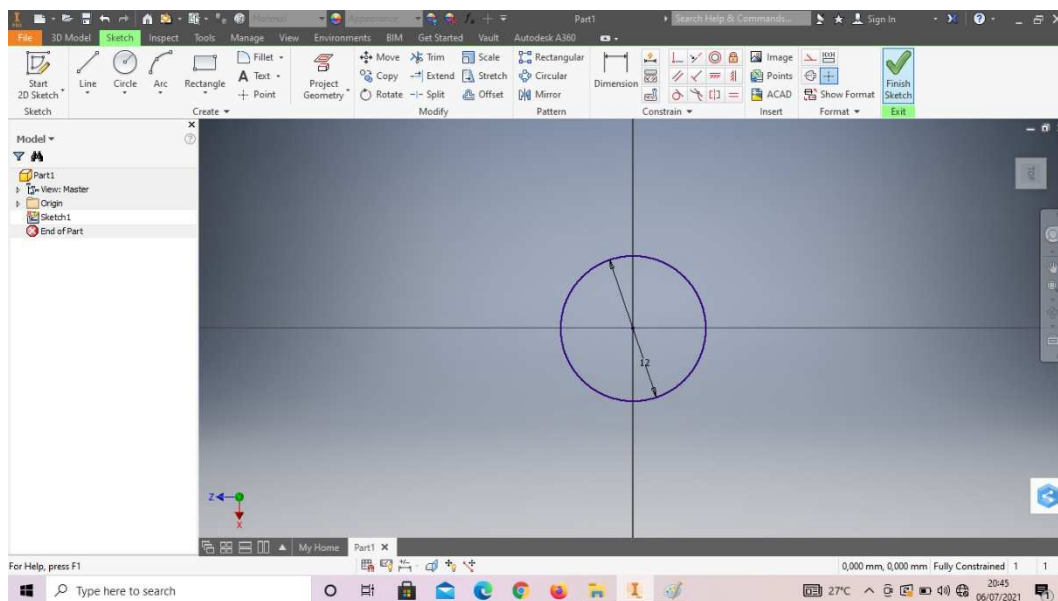 Material
Appearance
Part1
Search Help & Commands...
Sign In
File 3D Model Sketch Inspect Tools Manage View Environments BIM Get Started Vault Autodesk A360
Start
2D Sketch
Line
Circle
Arc
Rectangle
Fillet
Text
Point
Project
Geometry
Move Trim Scale
Copy Extend Stretch
Rotate Split Offset
Rectangular
Circular
Mirror
Dimension
Image
Points
ACAD
Show Format
Finish
Sketch
Sketch Create Modify Pattern Constrain Insert Format Exit
Model
Part1
View: Master
Origin
Sketch1
End of Part
TOP
12
Z
X
My Home Part1
For Help, press F1
0,000 mm, 0,000 mm Fully Constrained 1 1
Type here to search
27°C
20:45
06/07/2021